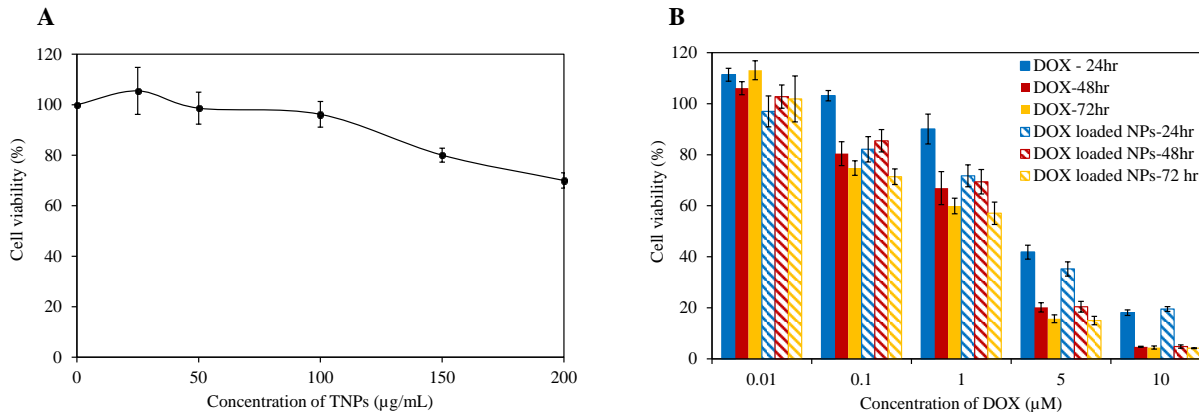 A
120
100
80
60
40
20
0
Cell viability (%)
0 50 100 150 200
Concentration of TNPs (µg/mL)
B
120
100
80
60
40
20
0
Cell viability (%)
DOX - 24hr
DOX-48hr
DOX-72hr
DOX loaded NPs-24hr
DOX loaded NPs-48hr
DOX loaded NPs-72 hr
0.01 0.1 1 5 10
Concentration of DOX (µM)